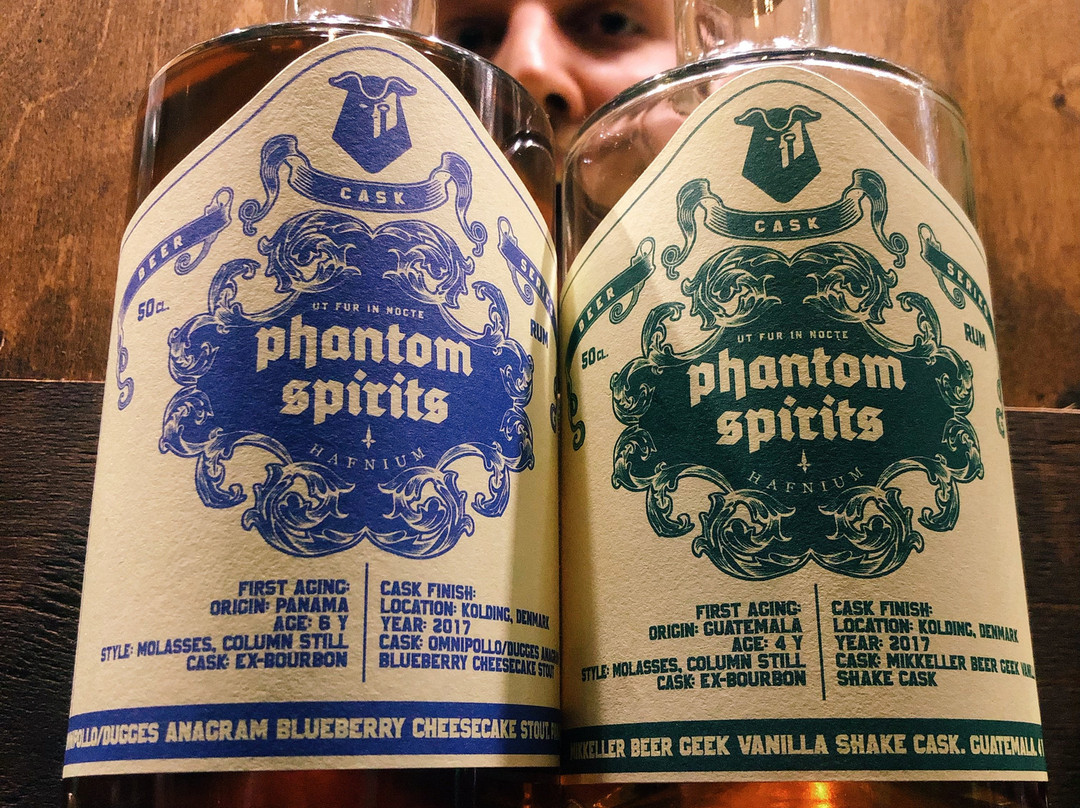 CASK
BEER
SERIES
50CL.
RUM
UT FUR IN NOCTE
phantom
spirits
HAFNIUM
FIRST AGING:
ORIGIN: PANAMA
AGE: 6 Y
STYLE: MOLASSES, COLUMN STILL
CASK: EX-BOURBON
CASK FINISH:
LOCATION: KOLDING, DENMARK
YEAR: 2017
CASK: OMNIPOLLO/DUGGES ANAGRAM
BLUEBERRY CHEESECAKE STOUT
OMNIPOLLO/DUGGES ANAGRAM BLUEBERRY CHEESECAKE STOUT.
CASK
BEER
SERIES
50CL.
RUM
UT FUR IN NOCTE
phantom
spirits
HAFNIUM
FIRST AGING:
ORIGIN: GUATEMALA
AGE: 4 Y
STYLE: MOLASSES, COLUMN STILL
CASK: EX-BOURBON
CASK FINISH:
LOCATION: KOLDING, DENMARK
YEAR: 2017
CASK: MIKKELLER BEER GEEK
SHAKE CASK
MIKKELLER BEER GEEK VANILLA SHAKE CASK. GUATEMALA,